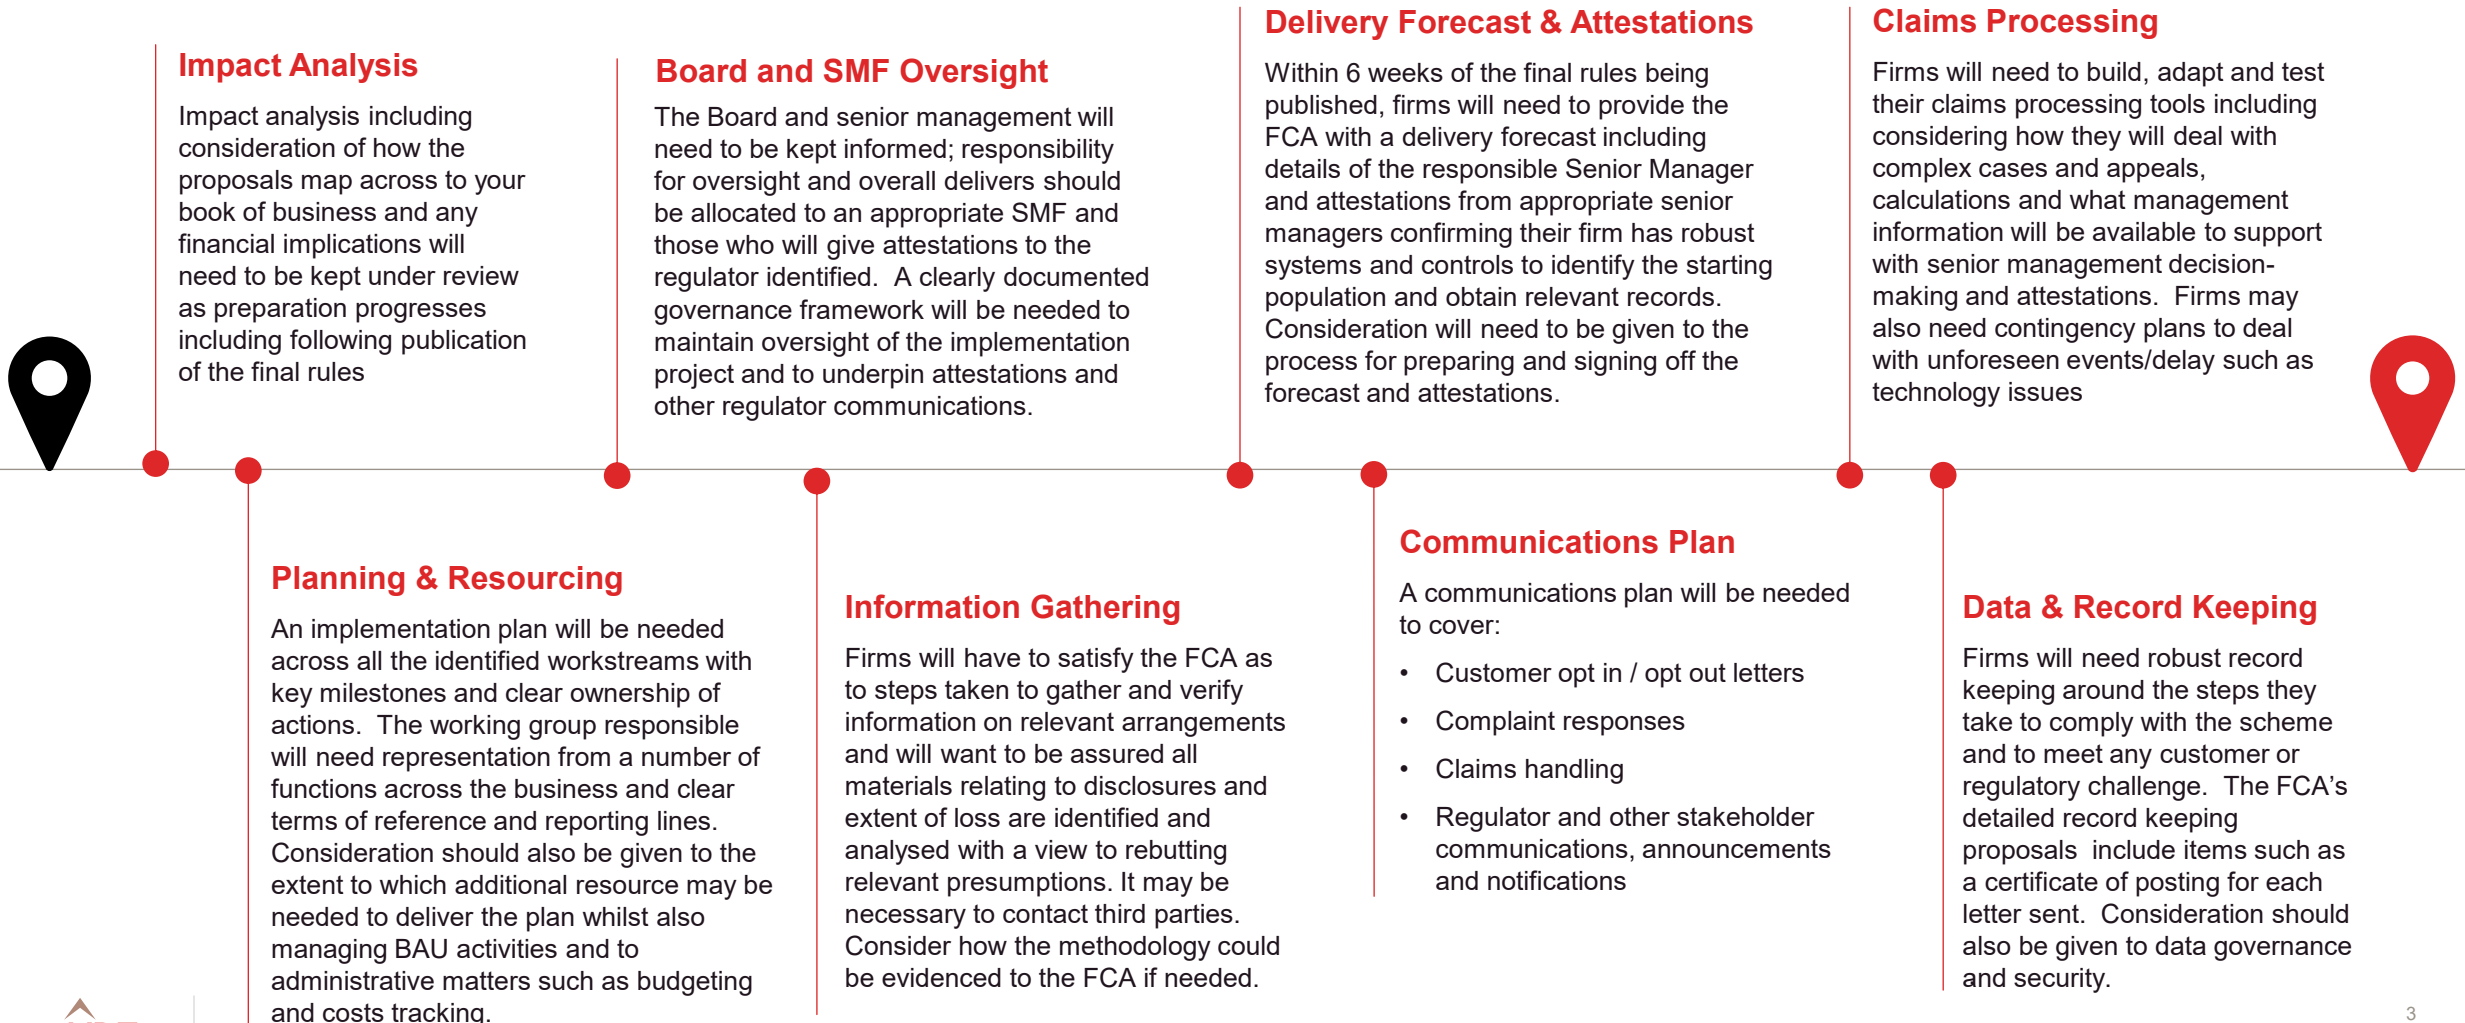 Impact Analysis
Impact analysis including
consideration of how the
proposals map across to your
book of business and any
financial implications will
need to be kept under review
as preparation progresses
including following publication
of the final rules
Planning & Resourcing
An implementation plan will be needed
across all the identified workstreams with
key milestones and clear ownership of
actions.  The working group responsible
will need representation from a number of
functions across the business and clear
terms of reference and reporting lines.
Consideration should also be given to the
extent to which additional resource may be
needed to deliver the plan whilst also
managing BAU activities and to
administrative matters such as budgeting
and costs tracking.
Board and SMF Oversight
The Board and senior management will
need to be kept informed; responsibility
for oversight and overall delivers should
be allocated to an appropriate SMF and
those who will give attestations to the
regulator identified.  A clearly documented
governance framework will be needed to
maintain oversight of the implementation
project and to underpin attestations and
other regulator communications.
Information Gathering
Firms will have to satisfy the FCA as
to steps taken to gather and verify
information on relevant arrangements
and will want to be assured all
materials relating to disclosures and
extent of loss are identified and
analysed with a view to rebutting
relevant presumptions. It may be
necessary to contact third parties.
Consider how the methodology could
be evidenced to the FCA if needed.
Delivery Forecast & Attestations
Within 6 weeks of the final rules being
published, firms will need to provide the
FCA with a delivery forecast including
details of the responsible Senior Manager
and attestations from appropriate senior
managers confirming their firm has robust
systems and controls to identify the starting
population and obtain relevant records.
Consideration will need to be given to the
process for preparing and signing off the
forecast and attestations.
Communications Plan
A communications plan will be needed
to cover:
• Customer opt in / opt out letters
• Complaint responses
• Claims handling
• Regulator and other stakeholder
communications, announcements
and notifications
Claims Processing
Firms will need to build, adapt and test
their claims processing tools including
considering how they will deal with
complex cases and appeals,
calculations and what management
information will be available to support
with senior management decision-
making and attestations.  Firms may
also need contingency plans to deal
with unforeseen events/delay such as
technology issues
Data & Record Keeping
Firms will need robust record
keeping around the steps they
take to comply with the scheme
and to meet any customer or
regulatory challenge.  The FCA's
detailed record keeping
proposals  include items such as
a certificate of posting for each
letter sent.  Consideration should
also be given to data governance
and security.
3